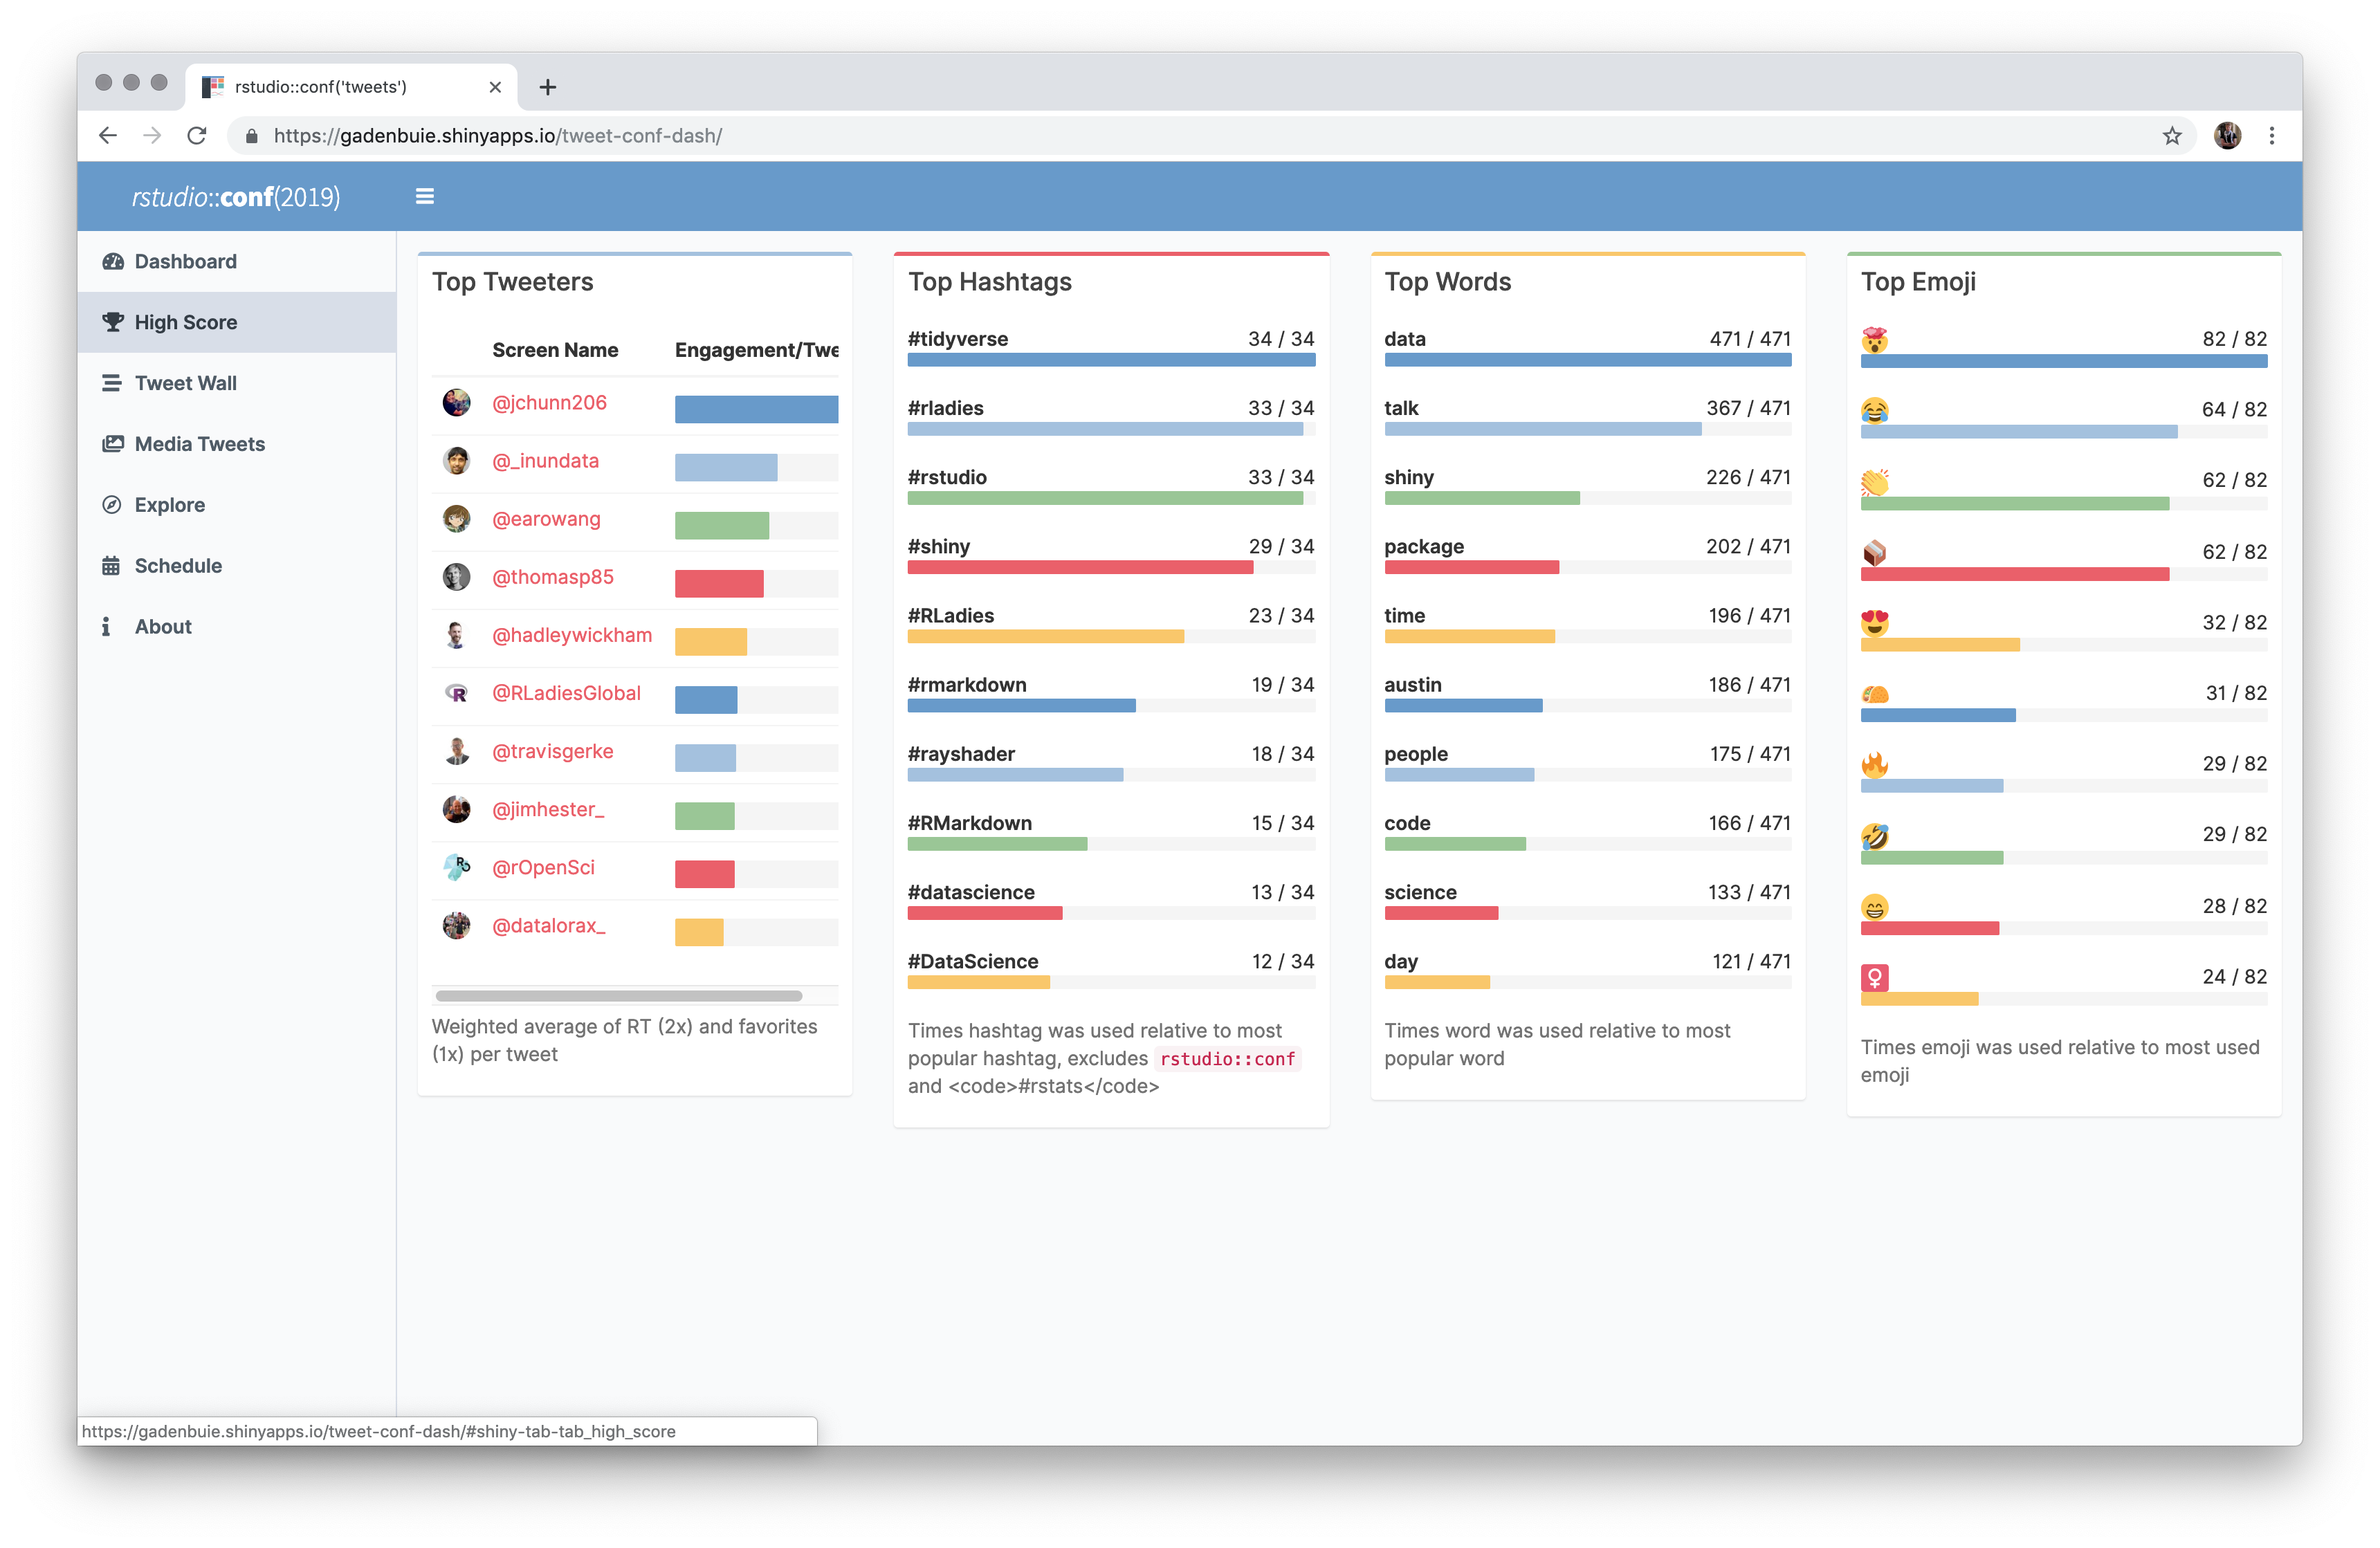 rstudio::conf('tweets')
https://gadenbuie.shinyapps.io/tweet-conf-dash/
rstudio::conf(2019)
Dashboard
High Score
Tweet Wall
Media Tweets
Explore
Schedule
About
Top Tweeters
Screen Name Engagement/Twe
@jchunn206
@_inundata
@earowang
@thomasp85
@hadleywickham
@RLadiesGlobal
@travisgerke
@jimhester_
@rOpenSci
@datalorax_
Weighted average of RT (2x) and favorites
(1x) per tweet
Top Hashtags
#tidyverse 34 / 34
#rladies 33 / 34
#rstudio 33 / 34
#shiny 29 / 34
#RLadies 23 / 34
#rmarkdown 19 / 34
#rayshader 18 / 34
#RMarkdown 15 / 34
#datascience 13 / 34
#DataScience 12 / 34
Times hashtag was used relative to most
popular hashtag, excludes rstudio::conf
and <code>#rstats</code>
Top Words
data 471 / 471
talk 367 / 471
shiny 226 / 471
package 202 / 471
time 196 / 471
austin 186 / 471
people 175 / 471
code 166 / 471
science 133 / 471
day 121 / 471
Times word was used relative to most
popular word
Top Emoji
82 / 82
64 / 82
62 / 82
62 / 82
32 / 82
31 / 82
29 / 82
29 / 82
28 / 82
24 / 82
Times emoji was used relative to most used
emoji
https://gadenbuie.shinyapps.io/tweet-conf-dash/#shiny-tab-tab_high_score